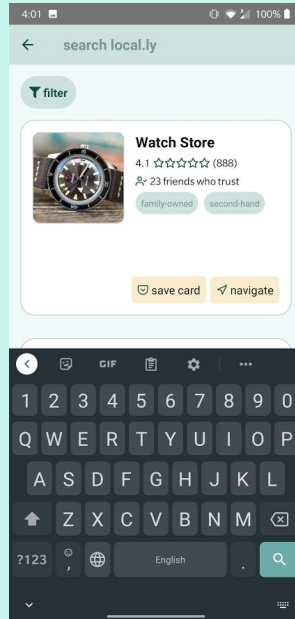 4:01 100%
search local.ly
filter
Watch Store
4.1 ☆☆☆☆☆ (888)
23 friends who trust
family-owned second-hand
save card navigate
GIF ...
1 2 3 4 5 6 7 8 9 0
Q W E R T Y U I O P
A S D F G H J K L
Z X C V B N M
?123 , English .